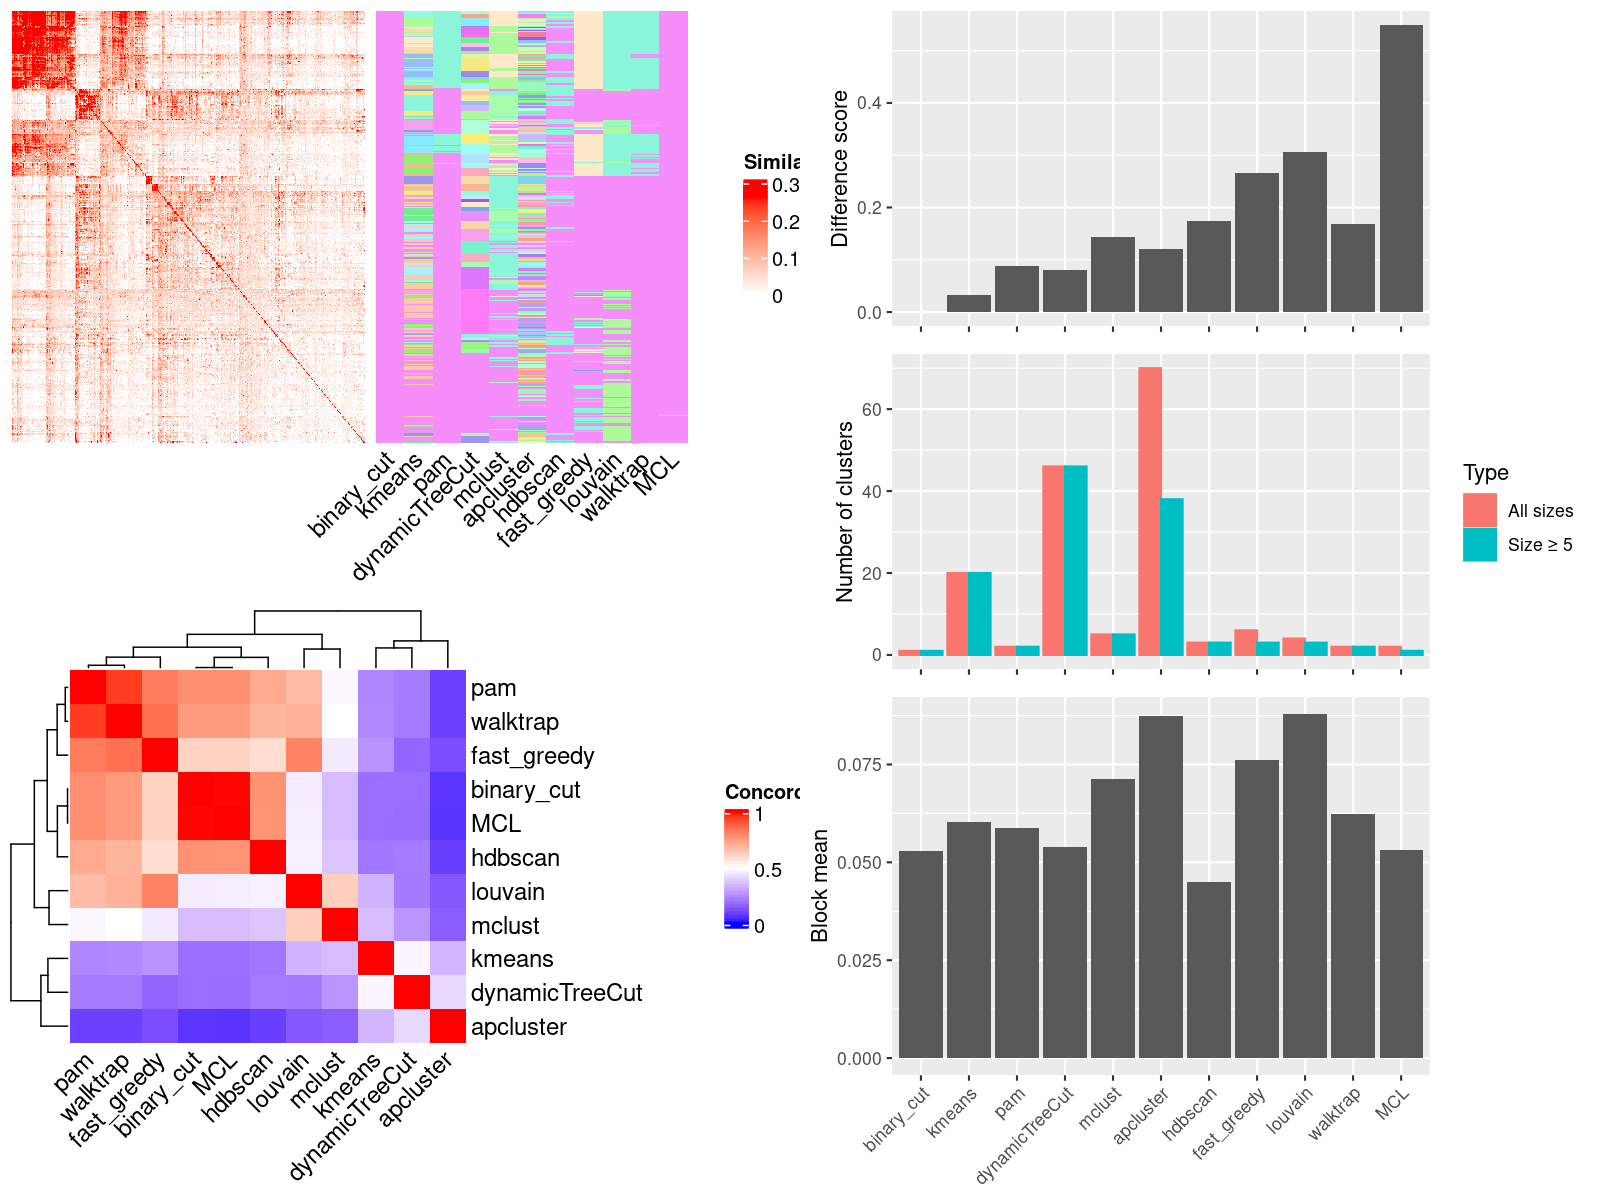 Simila
0.3
0.2
0.1
0
binary_cut
kmeans
pam
dynamicTreeCut
mclust
apcluster
hdbscan
fast_greedy
louvain
walktrap
MCL
Concord
1
0.5
0
pam
walktrap
fast_greedy
binary_cut
MCL
hdbscan
louvain
mclust
kmeans
dynamicTreeCut
apcluster
pam
walktrap
fast_greedy
binary_cut
MCL
hdbscan
louvain
mclust
kmeans
dynamicTreeCut
apcluster
Difference score
0.4
0.2
0.0
Number of clusters
60
40
20
0
Type
All sizes
Size ≥ 5
Block mean
0.075
0.050
0.025
0.000
binary_cut
kmeans
pam
dynamicTreeCut
mclust
apcluster
hdbscan
fast_greedy
louvain
walktrap
MCL